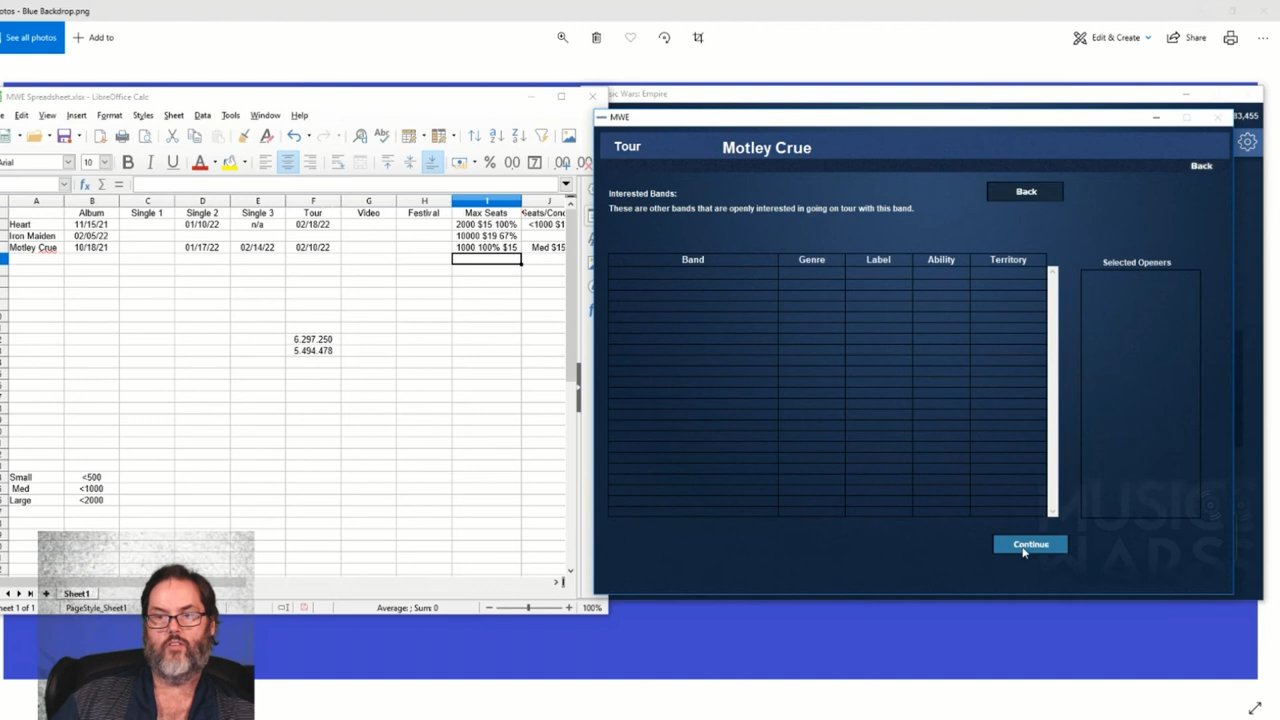 otos - Blue Backdrop.png
See all photos
Add to
Edit & Create
Share
MWE Spreadsheet.xlsx - LibreOffice Calc
Edit View Insert Format Styles Sheet Data Tools Window Help
Arial 10
A B C D E F G H I J
Album Single 1 Single 2 Single 3 Tour Video Festival Max Seats Seats/Conc
Heart 11/15/21 01/10/22 n/a 02/18/22 2000 $15 100% <1000 $1
Iron Maiden 02/05/22 10000 $19 67%
Motley Crue 10/18/21 01/17/22 02/14/22 02/10/22 1000 100% $15 Med $15
6.297.250
5.494.478
Small <500
Med <1000
Large <2000
Sheet1
heet 1 of 1 PageStyle_Sheet1 Average: ; Sum: 0 100%
sic Wars: Empire
MWE
83,455
Tour Motley Crue
Back
Interested Bands:
Back
These are other bands that are openly interested in going on tour with this band.
Band Genre Label Ability Territory
Selected Openers
Continue
MUSIC
WARS